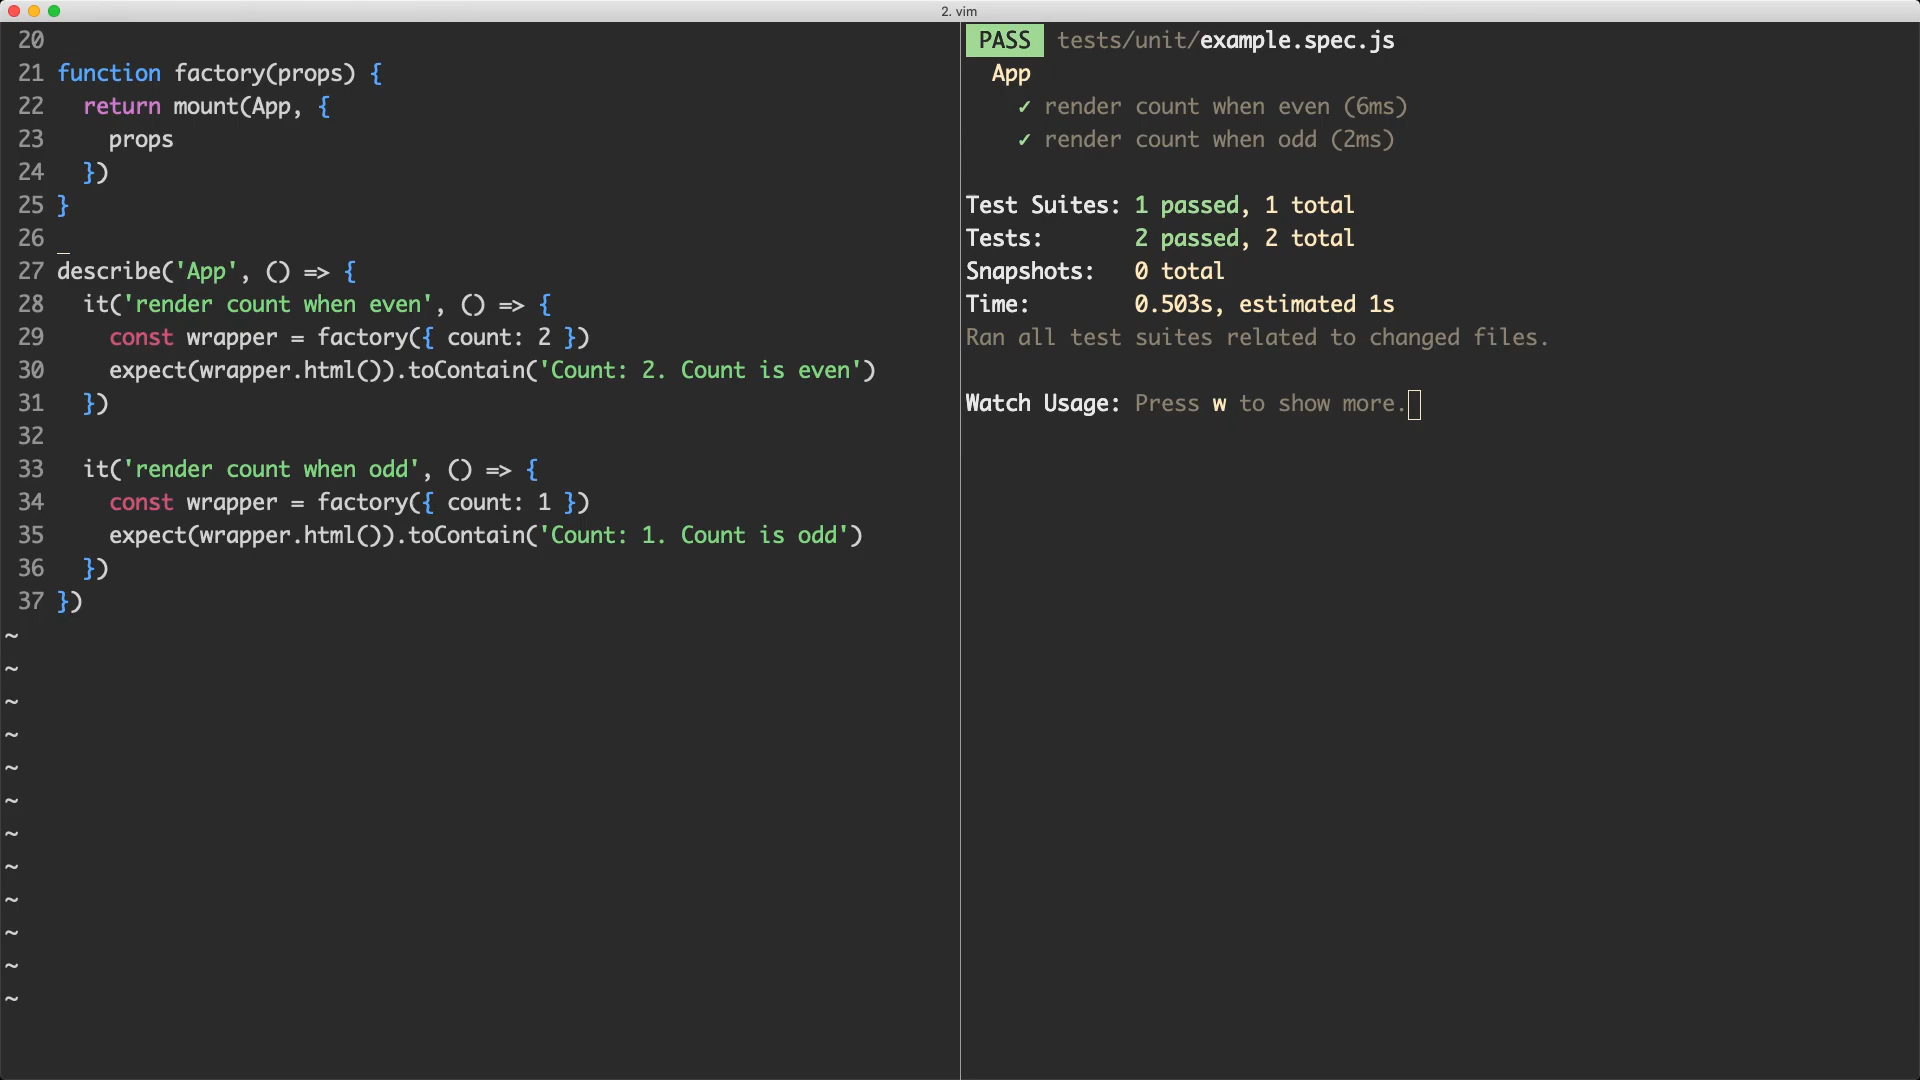 2. vim
20
21 function factory(props) {
22   return mount(App, {
23     props
24   })
25 }
26
27 describe('App', () => {
28   it('render count when even', () => {
29     const wrapper = factory({ count: 2 })
30     expect(wrapper.html()).toContain('Count: 2. Count is even')
31   })
32
33   it('render count when odd', () => {
34     const wrapper = factory({ count: 1 })
35     expect(wrapper.html()).toContain('Count: 1. Count is odd')
36   })
37 })
~
~
~
~
~
~
~
~
~
~
~
~
PASS tests/unit/example.spec.js
App
✓ render count when even (6ms)
✓ render count when odd (2ms)
Test Suites: 1 passed, 1 total
Tests:       2 passed, 2 total
Snapshots:   0 total
Time:        0.503s, estimated 1s
Ran all test suites related to changed files.
Watch Usage: Press w to show more.